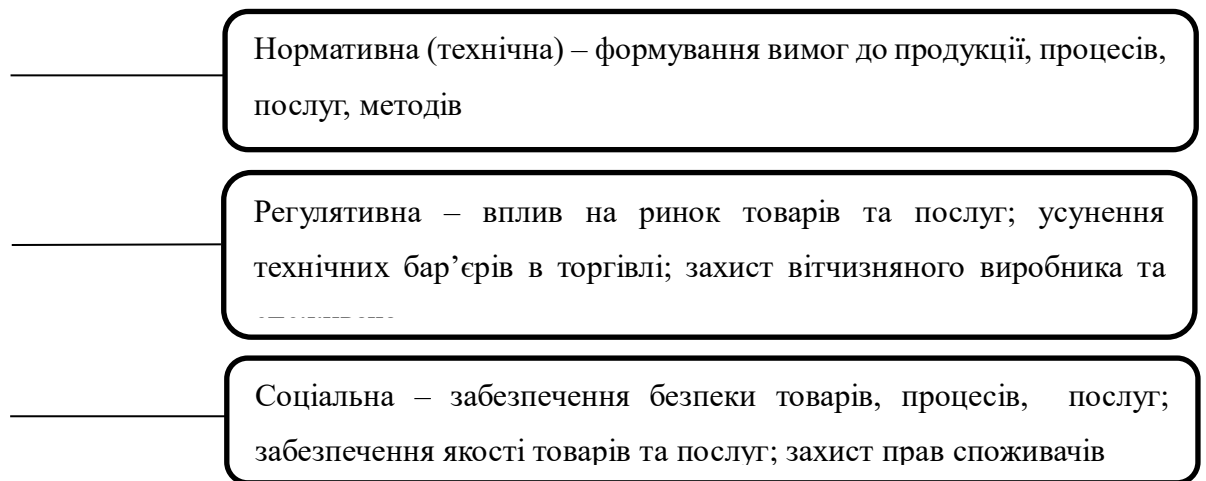 Нормативна (технічна) – формування вимог до продукції, процесів,
послуг, методів
Регулятивна – вплив на ринок товарів та послуг; усунення
технічних бар’єрів в торгівлі; захист вітчизняного виробника та
Соціальна – забезпечення безпеки товарів, процесів, послуг;
забезпечення якості товарів та послуг; захист прав споживачів